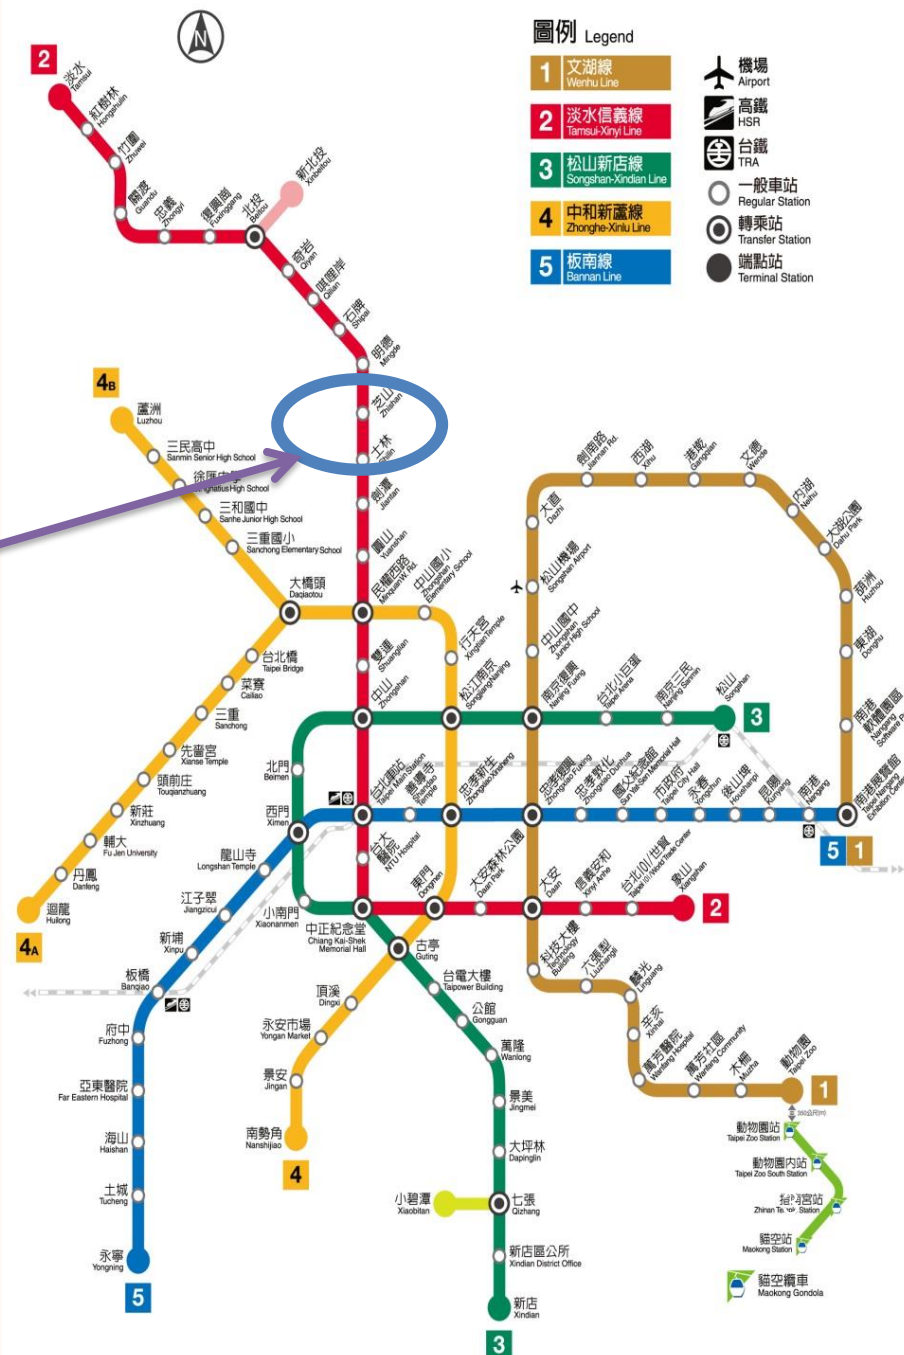 N
圖例 Legend
1 文湖線
Wenhu Line
2 淡水信義線
Tamsui-Xinyi Line
3 松山新店線
Songshan-Xindian Line
4 中和新蘆線
Zhonghe-Xinlu Line
5 板南線
Bannan Line
機場
Airport
高鐵
HSR
台鐵
TRA
一般車站
Regular Station
轉乘站
Transfer Station
端點站
Terminal Station
2
淡水
Tamsui
紅樹林
Hongshulin
竹圍
Zhuwei
關渡
Guandu
忠義
Zhongyi
復興崗
Fuxinggang
北投
Beitou
新北投
Xinbeitou
奇岩
Qiyan
唭哩岸
Qilian
石牌
Shipai
明德
Mingde
芝山
Zhishan
士林
Shilin
劍潭
Jiantan
圓山
Yuanshan
民權西路
Minquan W. Rd.
雙連
Shuanglian
中山
Zhongshan
台北車站
Taipei Main Station
台大
醫院
NTU Hospital
中正紀念堂
Chiang Kai-Shek
Memorial Hall
東門
Dongmen
大安森林公園
Daan Park
大安
Daan
信義安和
Xinyi Anhe
台北101/世貿
Taipei 101/World Trade Center
象山
Xiangshan
2
4B
蘆洲
Luzhou
三民高中
Sanmin Senior High School
三和國中
Sanhe Junior High School
三重國小
Sanchong Elementary School
大橋頭
Daqiaotou
台北橋
Taipei Bridge
菜寮
Cailiao
三重
Sanchong
先嗇宮
Xianse Temple
頭前庄
Touqianzhuang
新莊
Xinzhuang
輔大
Fu Jen University
丹鳳
Danfeng
迴龍
Huilong
4A
中山國小
Zhongshan
Elementary School
行天宮
Xingtian Temple
松江南京
Songjiang Nanjing
忠孝新生
Zhongxiao Xinsheng
古亭
Guting
頂溪
Dingxi
永安市場
Yongan Market
景安
Jingan
南勢角
Nanshijiao
4
松山
Songshan
3
南京三民
Nanjing Sanmin
台北小巨蛋
Taipei Arena
南京復興
Nanjing Fuxing
北門
Beimen
西門
Ximen
小南門
Xiaonanmen
台電大樓
Taipower Building
公館
Gongguan
萬隆
Wanlong
景美
Jingmei
大坪林
Dapinglin
七張
Qizhang
小碧潭
Xiaobitan
新店區公所
Xindian District Office
新店
Xindian
3
善導寺
Shandao
Temple
忠孝復興
Zhongxiao Fuxing
忠孝敦化
Zhongxiao Dunhua
國父紀念館
Sun Yat-Sen Memorial Hall
市政府
Taipei City Hall
永春
Yongchun
後山埤
Houshanpi
昆陽
Kunyang
南港
Nangang
南港展覽館
Taipei Nangang
Exhibition Center
5 1
龍山寺
Longshan Temple
江子翠
Jiangzicui
新埔
Xinpu
板橋
Banqiao
府中
Fuzhong
亞東醫院
Far Eastern Hospital
海山
Haishan
土城
Tucheng
永寧
Yongning
5
南港
軟體園區
Nangang
東湖
Donghu
葫洲
Huzhou
大湖公園
Dahu Park
內湖
Neihu
文德
Wende
港墘
Gangqian
西湖
Xihu
劍南路
Jiannan Rd.
大直
Dazhi
松山機場
Songshan Airport
中山國中
Zhongshan
Junior High School
科技大樓
Technology
Building
六張犁
Liuzhangli
麟光
Linguang
辛亥
Xinhai
萬芳醫院
Wanfang Hospital
萬芳社區
Wanfang Community
木柵
Muzha
動物園
Taipei Zoo
1
動物園站
Taipei Zoo Station
動物園內站
Taipei Zoo South Station
貓空站
Maokong Station
貓空纜車
Maokong Gondola